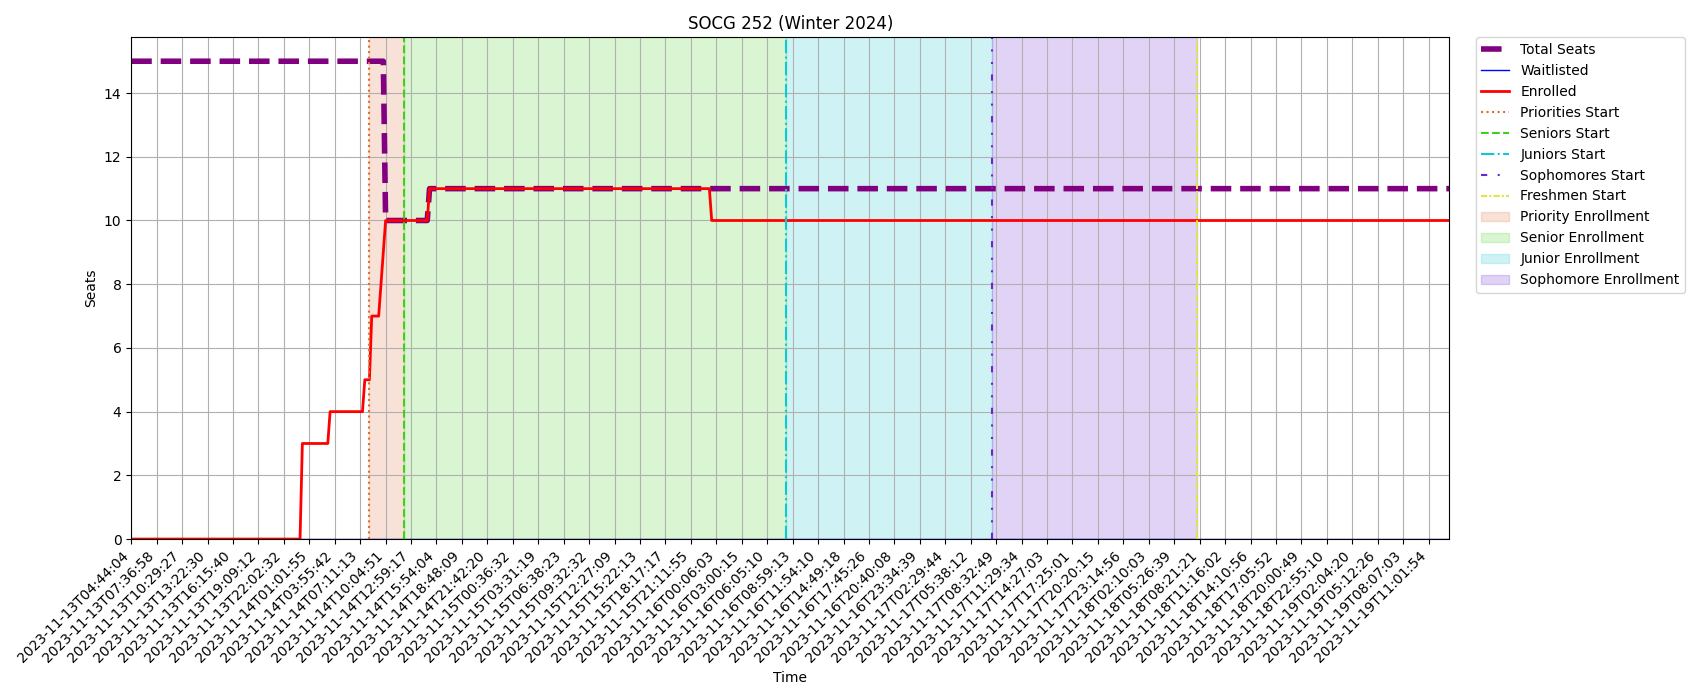 SOCG 252 (Winter 2024)
Seats
14
12
10
8
6
4
2
0
2023-11-13T04:44:04
2023-11-13T07:36:58
2023-11-13T10:29:27
2023-11-13T13:22:30
2023-11-13T16:15:40
2023-11-13T19:09:12
2023-11-13T22:02:32
2023-11-14T01:01:55
2023-11-14T03:55:42
2023-11-14T07:11:13
2023-11-14T10:04:51
2023-11-14T12:59:17
2023-11-14T15:54:04
2023-11-14T18:48:09
2023-11-14T21:42:20
2023-11-15T00:36:32
2023-11-15T03:31:19
2023-11-15T06:38:23
2023-11-15T09:32:32
2023-11-15T12:27:09
2023-11-15T15:22:13
2023-11-15T18:17:17
2023-11-15T21:11:55
2023-11-16T00:06:03
2023-11-16T03:00:15
2023-11-16T06:05:10
2023-11-16T08:59:13
2023-11-16T11:54:10
2023-11-16T14:49:18
2023-11-16T17:45:26
2023-11-16T20:40:08
2023-11-16T23:34:39
2023-11-17T02:29:44
2023-11-17T05:38:12
2023-11-17T08:32:49
2023-11-17T11:29:34
2023-11-17T14:27:03
2023-11-17T17:25:01
2023-11-17T20:20:15
2023-11-17T23:14:56
2023-11-18T02:10:03
2023-11-18T05:26:39
2023-11-18T08:21:21
2023-11-18T11:16:02
2023-11-18T14:10:56
2023-11-18T17:05:52
2023-11-18T20:00:49
2023-11-18T22:55:10
2023-11-19T02:04:20
2023-11-19T05:12:26
2023-11-19T08:07:03
2023-11-19T11:01:54
Time
Total Seats
Waitlisted
Enrolled
Priorities Start
Seniors Start
Juniors Start
Sophomores Start
Freshmen Start
Priority Enrollment
Senior Enrollment
Junior Enrollment
Sophomore Enrollment